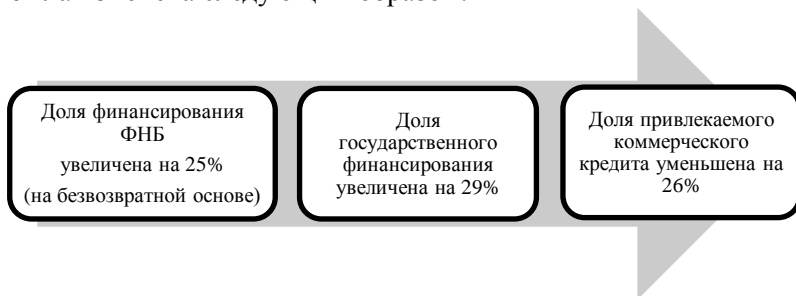 Доля финансирования
ФНБ
увеличена на 25%
(на безвозвратной основе)
Доля
государственного
финансирования
увеличена на 29%
Доля привлекаемого
коммерческого
кредита уменьшена на
26%